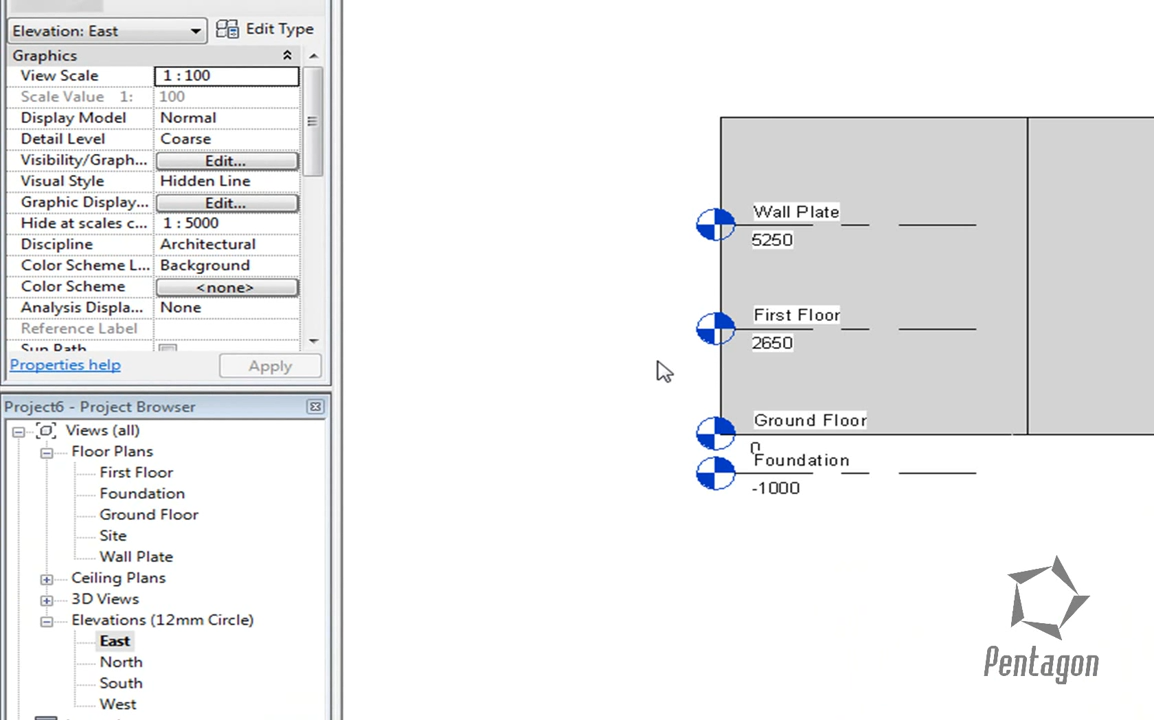 Elevation: East
Edit Type
Graphics
View Scale 1 : 100
Scale Value 1: 100
Display Model Normal
Detail Level Coarse
Visibility/Graph... Edit...
Visual Style Hidden Line
Graphic Display... Edit...
Hide at scales c... 1 : 5000
Discipline Architectural
Color Scheme L... Background
Color Scheme <none>
Analysis Displa... None
Reference Label
Sun Path
Properties help
Apply
Project6 - Project Browser
Views (all)
Floor Plans
First Floor
Foundation
Ground Floor
Site
Wall Plate
Ceiling Plans
3D Views
Elevations (12mm Circle)
East
North
South
West
Wall Plate
5250
First Floor
2650
Ground Floor
0
Foundation
-1000
Pentagon